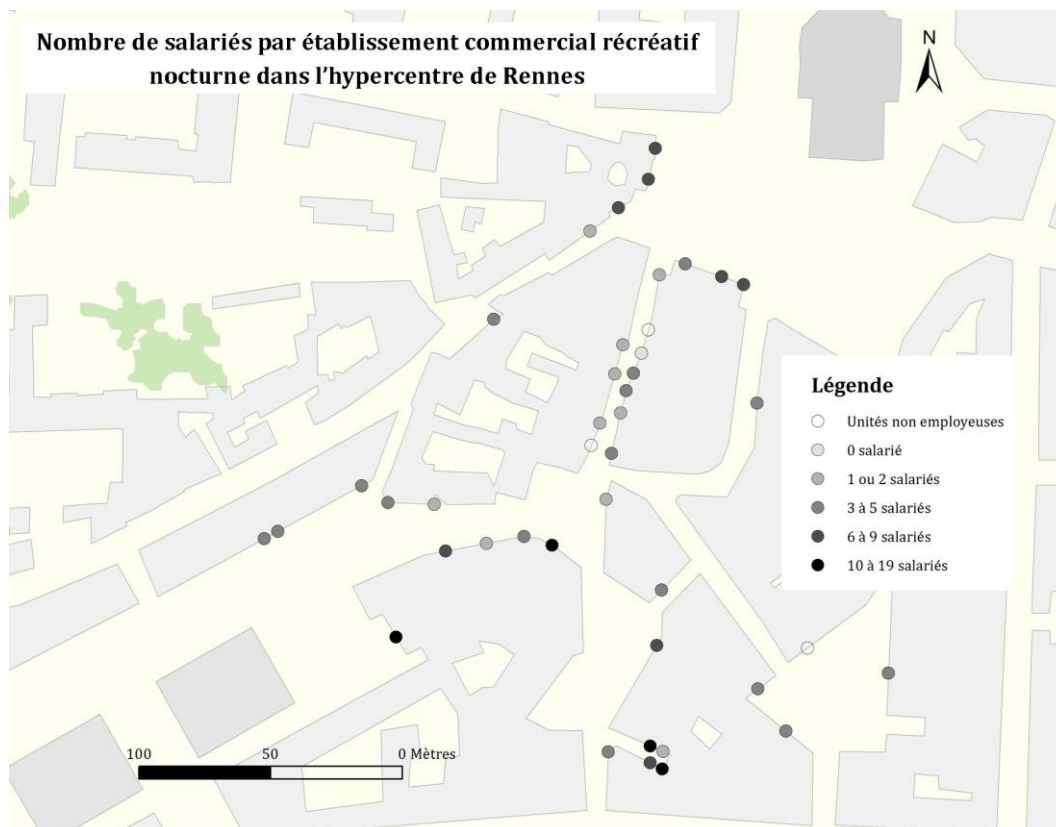 Nombre de salariés par établissement commercial récréatif
nocturne dans l'hypercentre de Rennes
N
Légende
Unités non employeuses
0 salarié
1 ou 2 salariés
3 à 5 salariés
6 à 9 salariés
10 à 19 salariés
100 50 0 Mètres